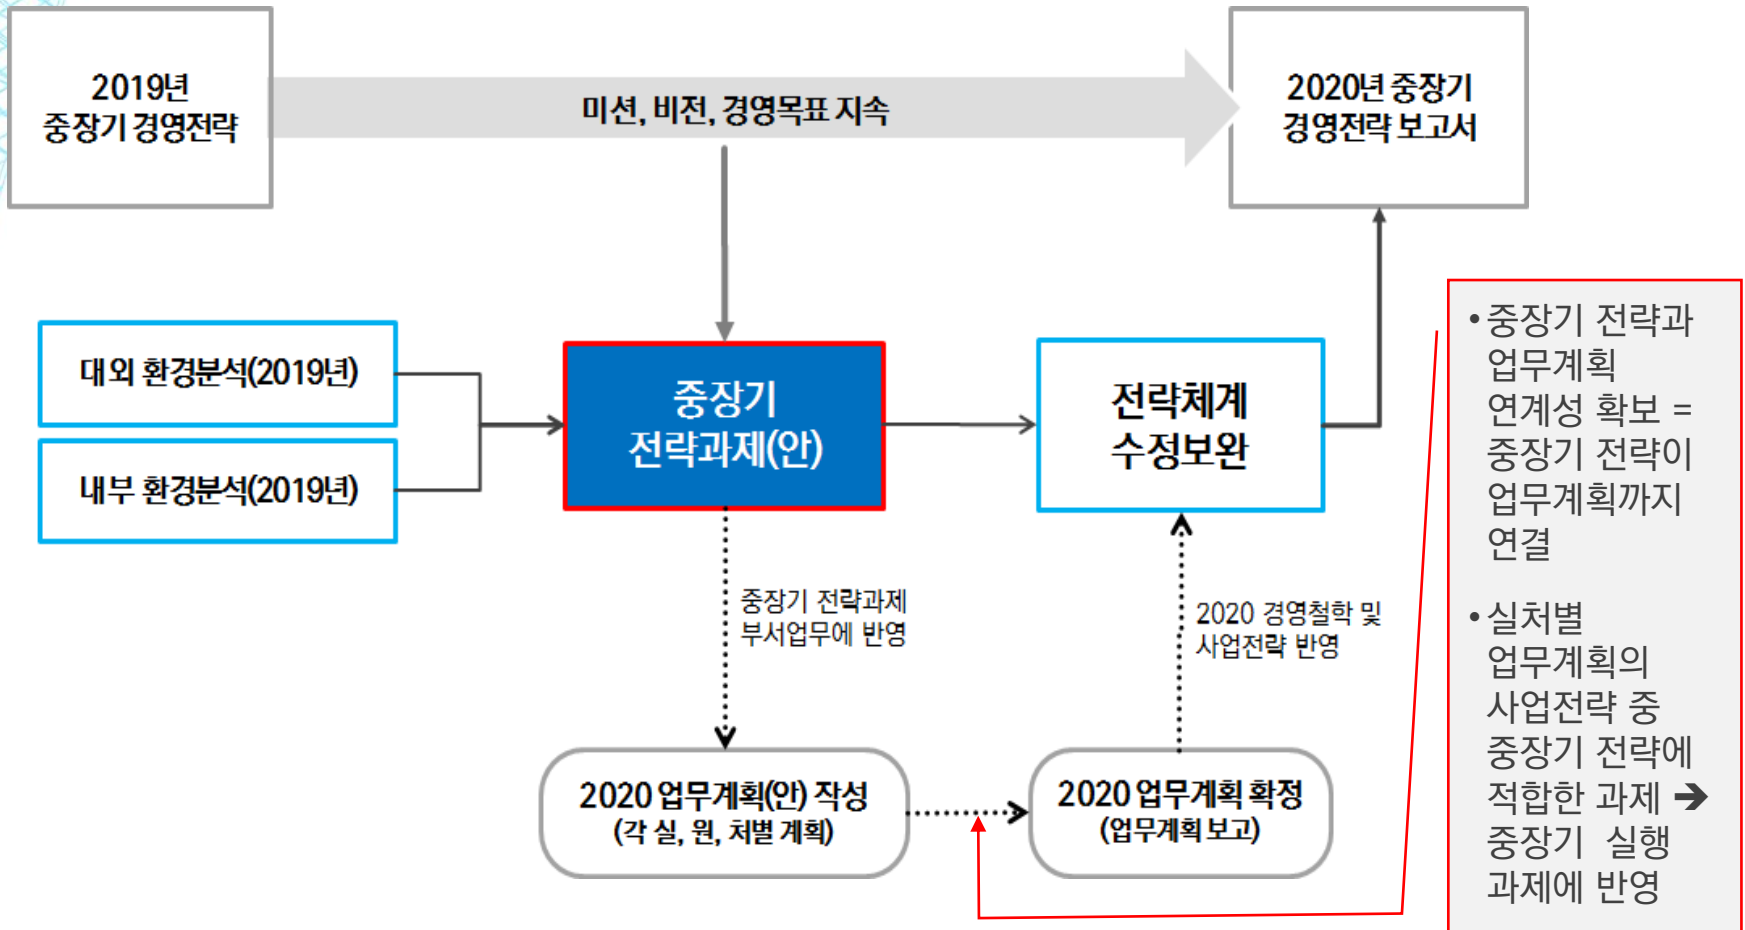 2019년
중장기 경영전략
미션, 비전, 경영목표 지속
2020년 중장기
경영전략 보고서
대외 환경분석(2019년)
내부 환경분석(2019년)
중장기
전략과제(안)
전략체계
수정보완
중장기 전략과제
부서업무에 반영
2020 경영철학 및
사업전략 반영
2020 업무계획(안) 작성
(각 실, 원, 처별 계획)
2020 업무계획 확정
(업무계획 보고)
• 중장기 전략과
업무계획
연계성 확보 =
중장기 전략이
업무계획까지
연결
• 실처별
업무계획의
사업전략 중
중장기 전략에
적합한 과제 ➔
중장기 실행
과제에 반영